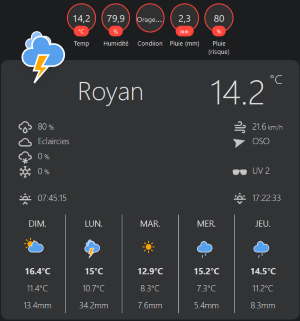 14,2 79,9 Orage... 2,3 80
°C % mm %
Temp Humidité Condiion Pluie (mm) Pluie
(risque)
Royan 14.2 °C
80 % 21.6 km/h
Eclaircies OSO
0 %
0 % UV 2
07:45:15 17:22:33
DIM. LUN. MAR. MER. JEU.
16.4°C 15°C 12.9°C 15.2°C 14.5°C
11.4°C 10.7°C 8.3°C 7.3°C 11.2°C
13.4mm 34.2mm 7.6mm 5.4mm 8.3mm